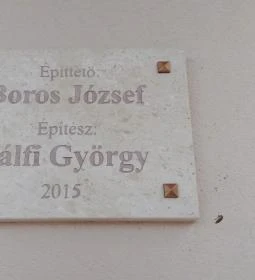 Építtető:
Boros József
Építész:
álfi György
2015